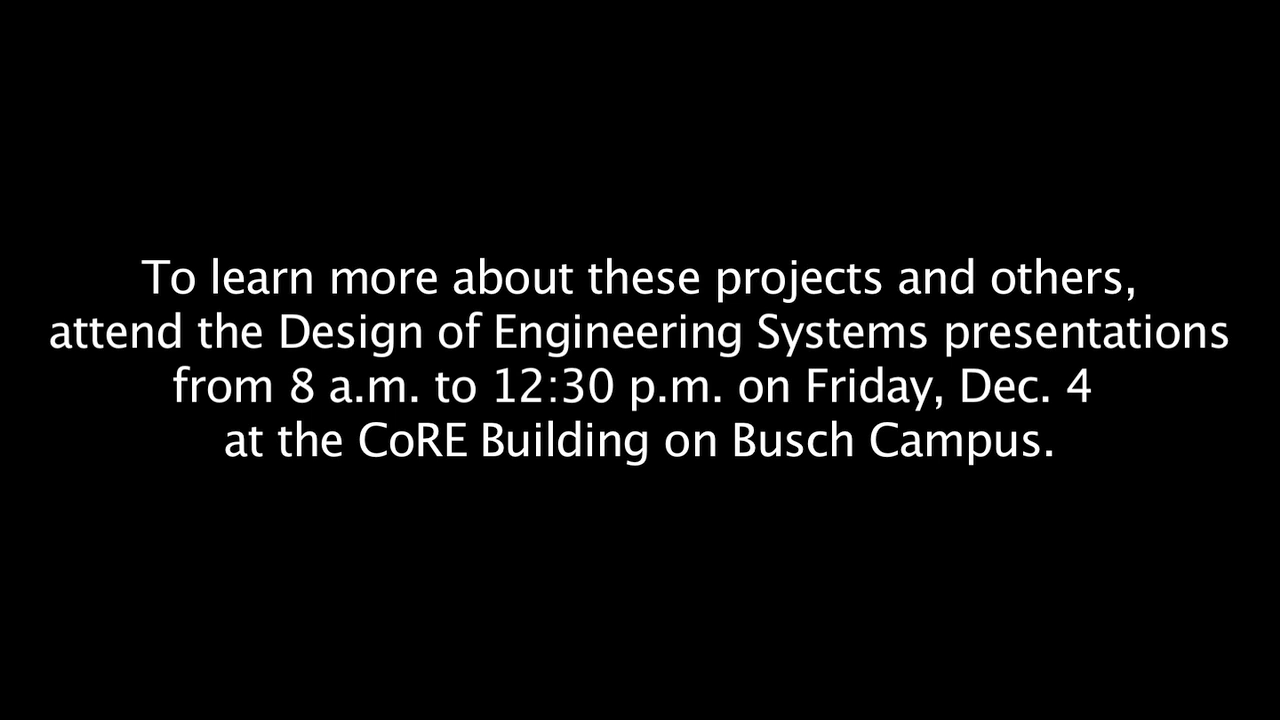 To learn more about these projects and others,
attend the Design of Engineering Systems presentations
from 8 a.m. to 12:30 p.m. on Friday, Dec. 4
at the CoRE Building on Busch Campus.